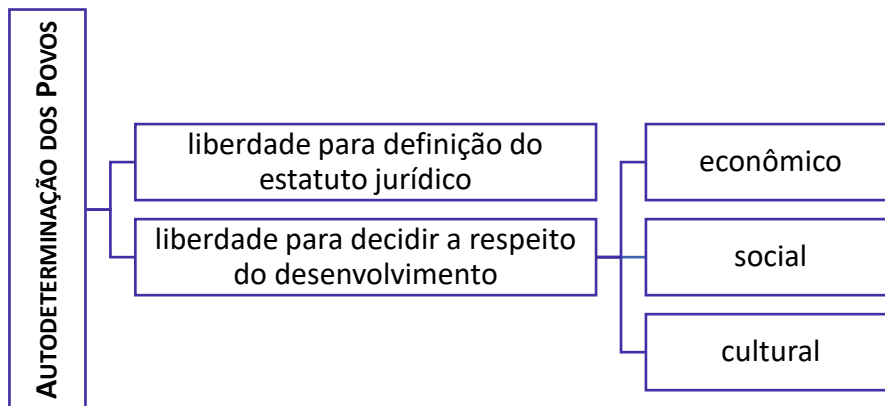 AUTODETERMINAÇÃO DOS POVOS
liberdade para definição do
estatuto jurídico
liberdade para decidir a respeito
do desenvolvimento
econômico
social
cultural